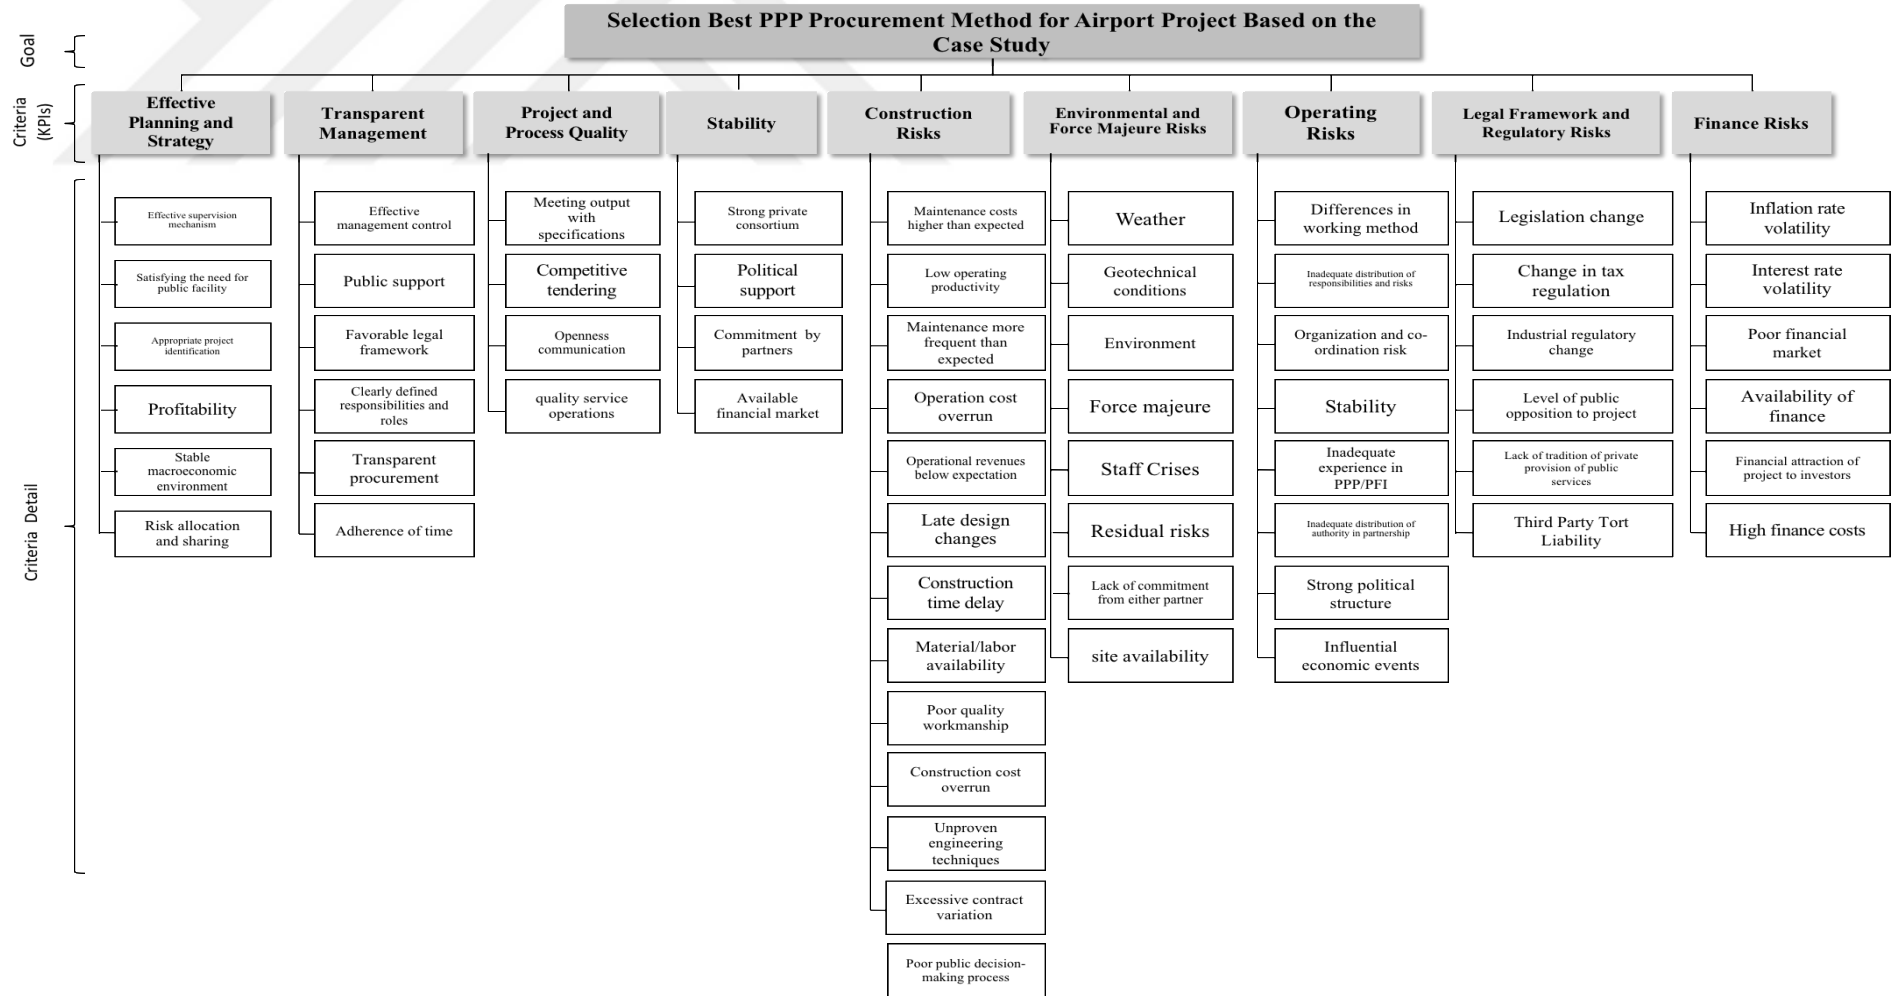 Selection Best PPP Procurement Method for Airport Project Based on the
Case Study
Goal
Criteria
(KPIs)
Criteria Detail
Effective
Planning and
Strategy
Effective supervision
mechanism
Satisfying the need for
public facility
Appropriate project
identification
Profitability
Stable
macroeconomic
environment
Risk allocation
and sharing
Transparent
Management
Effective
management control
Public support
Favorable legal
framework
Clearly defined
responsibilities and
roles
Transparent
procurement
Adherence of time
Project and
Process Quality
Meeting output
with
specifications
Competitive
tendering
Openness
communication
quality service
operations
Stability
Strong private
consortium
Political
support
Commitment by
partners
Available
financial market
Construction
Risks
Maintenance costs
higher than expected
Low operating
productivity
Maintenance more
frequent than
expected
Operation cost
overrun
Operational revenues
below expectation
Late design
changes
Construction
time delay
Material/labor
availability
Poor quality
workmanship
Construction cost
overrun
Unproven
engineering
techniques
Excessive contract
variation
Poor public decision-
making process
Environmental and
Force Majeure Risks
Weather
Geotechnical
conditions
Environment
Force majeure
Staff Crises
Residual risks
Lack of commitment
from either partner
site availability
Operating
Risks
Differences in
working method
Inadequate distribution of
responsibilities and risks
Organization and co-
ordination risk
Stability
Inadequate
experience in
PPP/PFI
Inadequate distribution of
authority in partnership
Strong political
structure
Influential
economic events
Legal Framework and
Regulatory Risks
Legislation change
Change in tax
regulation
Industrial regulatory
change
Level of public
opposition to project
Lack of tradition of private
provision of public
services
Third Party Tort
Liability
Finance Risks
Inflation rate
volatility
Interest rate
volatility
Poor financial
market
Availability of
finance
Financial attraction of
project to investors
High finance costs